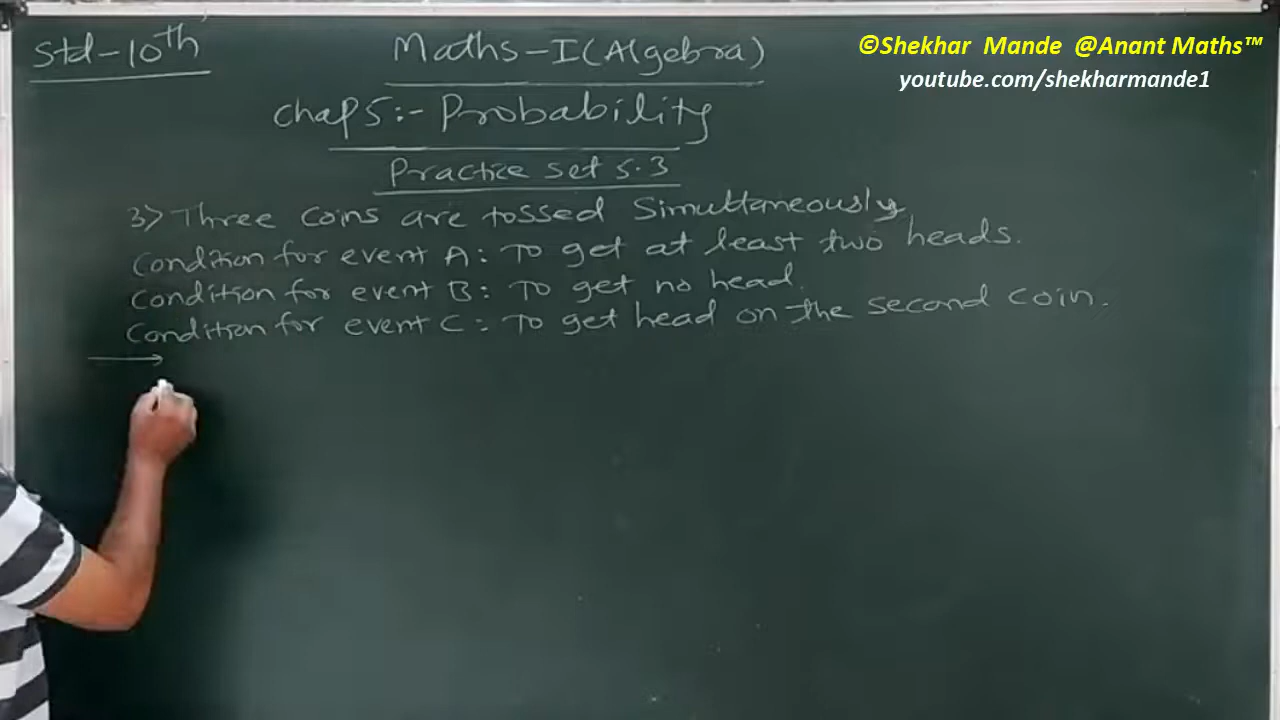 Std-10th
Maths-I(Algebra)
©Shekhar Mande @Anant Maths™
youtube.com/shekharmande1
Chap 5:- Probability
Practice set 5.3
3) Three coins are tossed simultaneously,
Condition for event A: To get at least two heads.
Condition for event B: To get no head.
Condition for event C: To get head on the second coin.